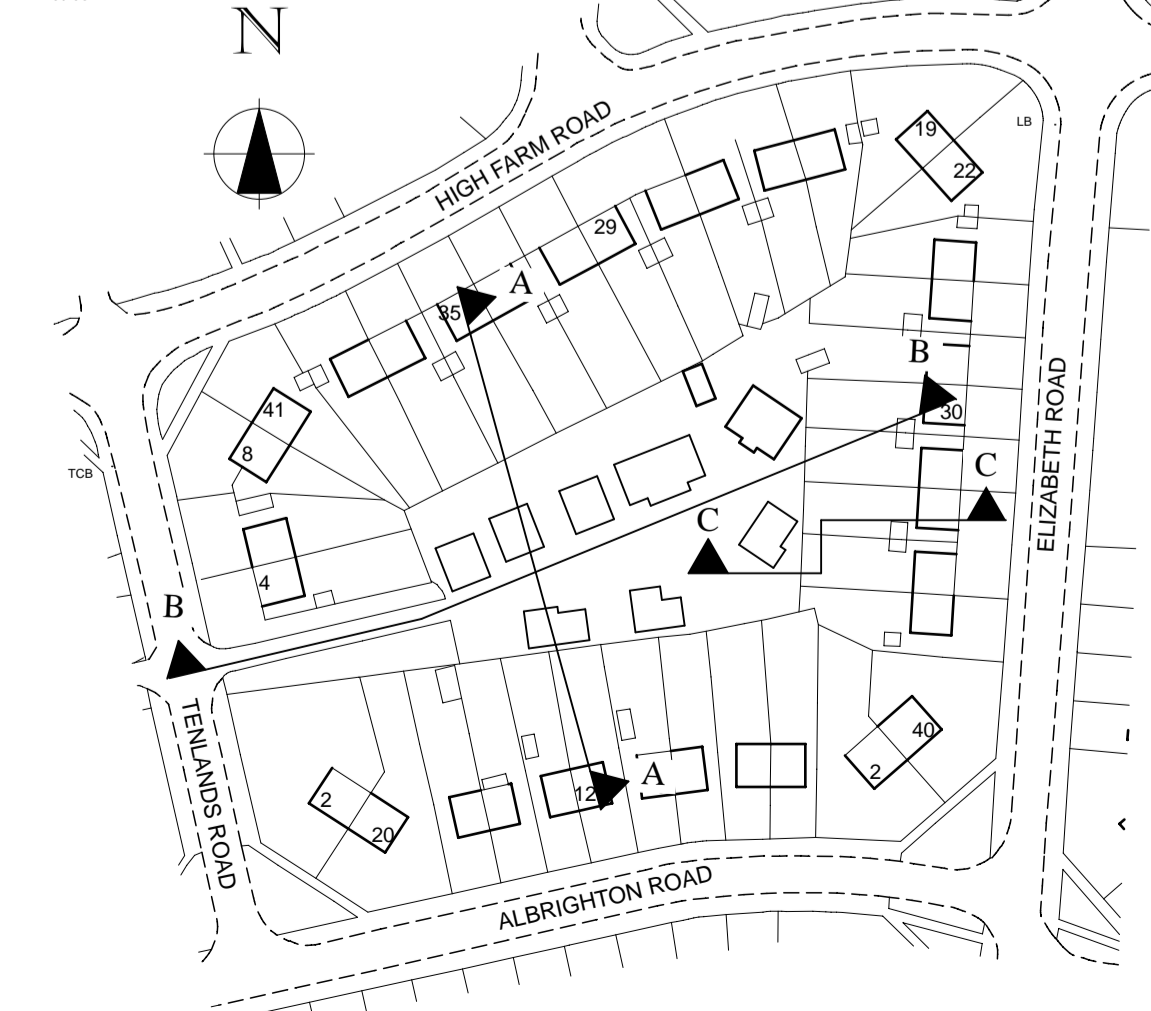 N
HIGH FARM ROAD
19
LB
22
29
A
35
B
30
ELIZABETH ROAD
41
8
TCB
C
C
4
B
TENLANDS ROAD
2
20
12
A
40
2
ALBRIGHTON ROAD